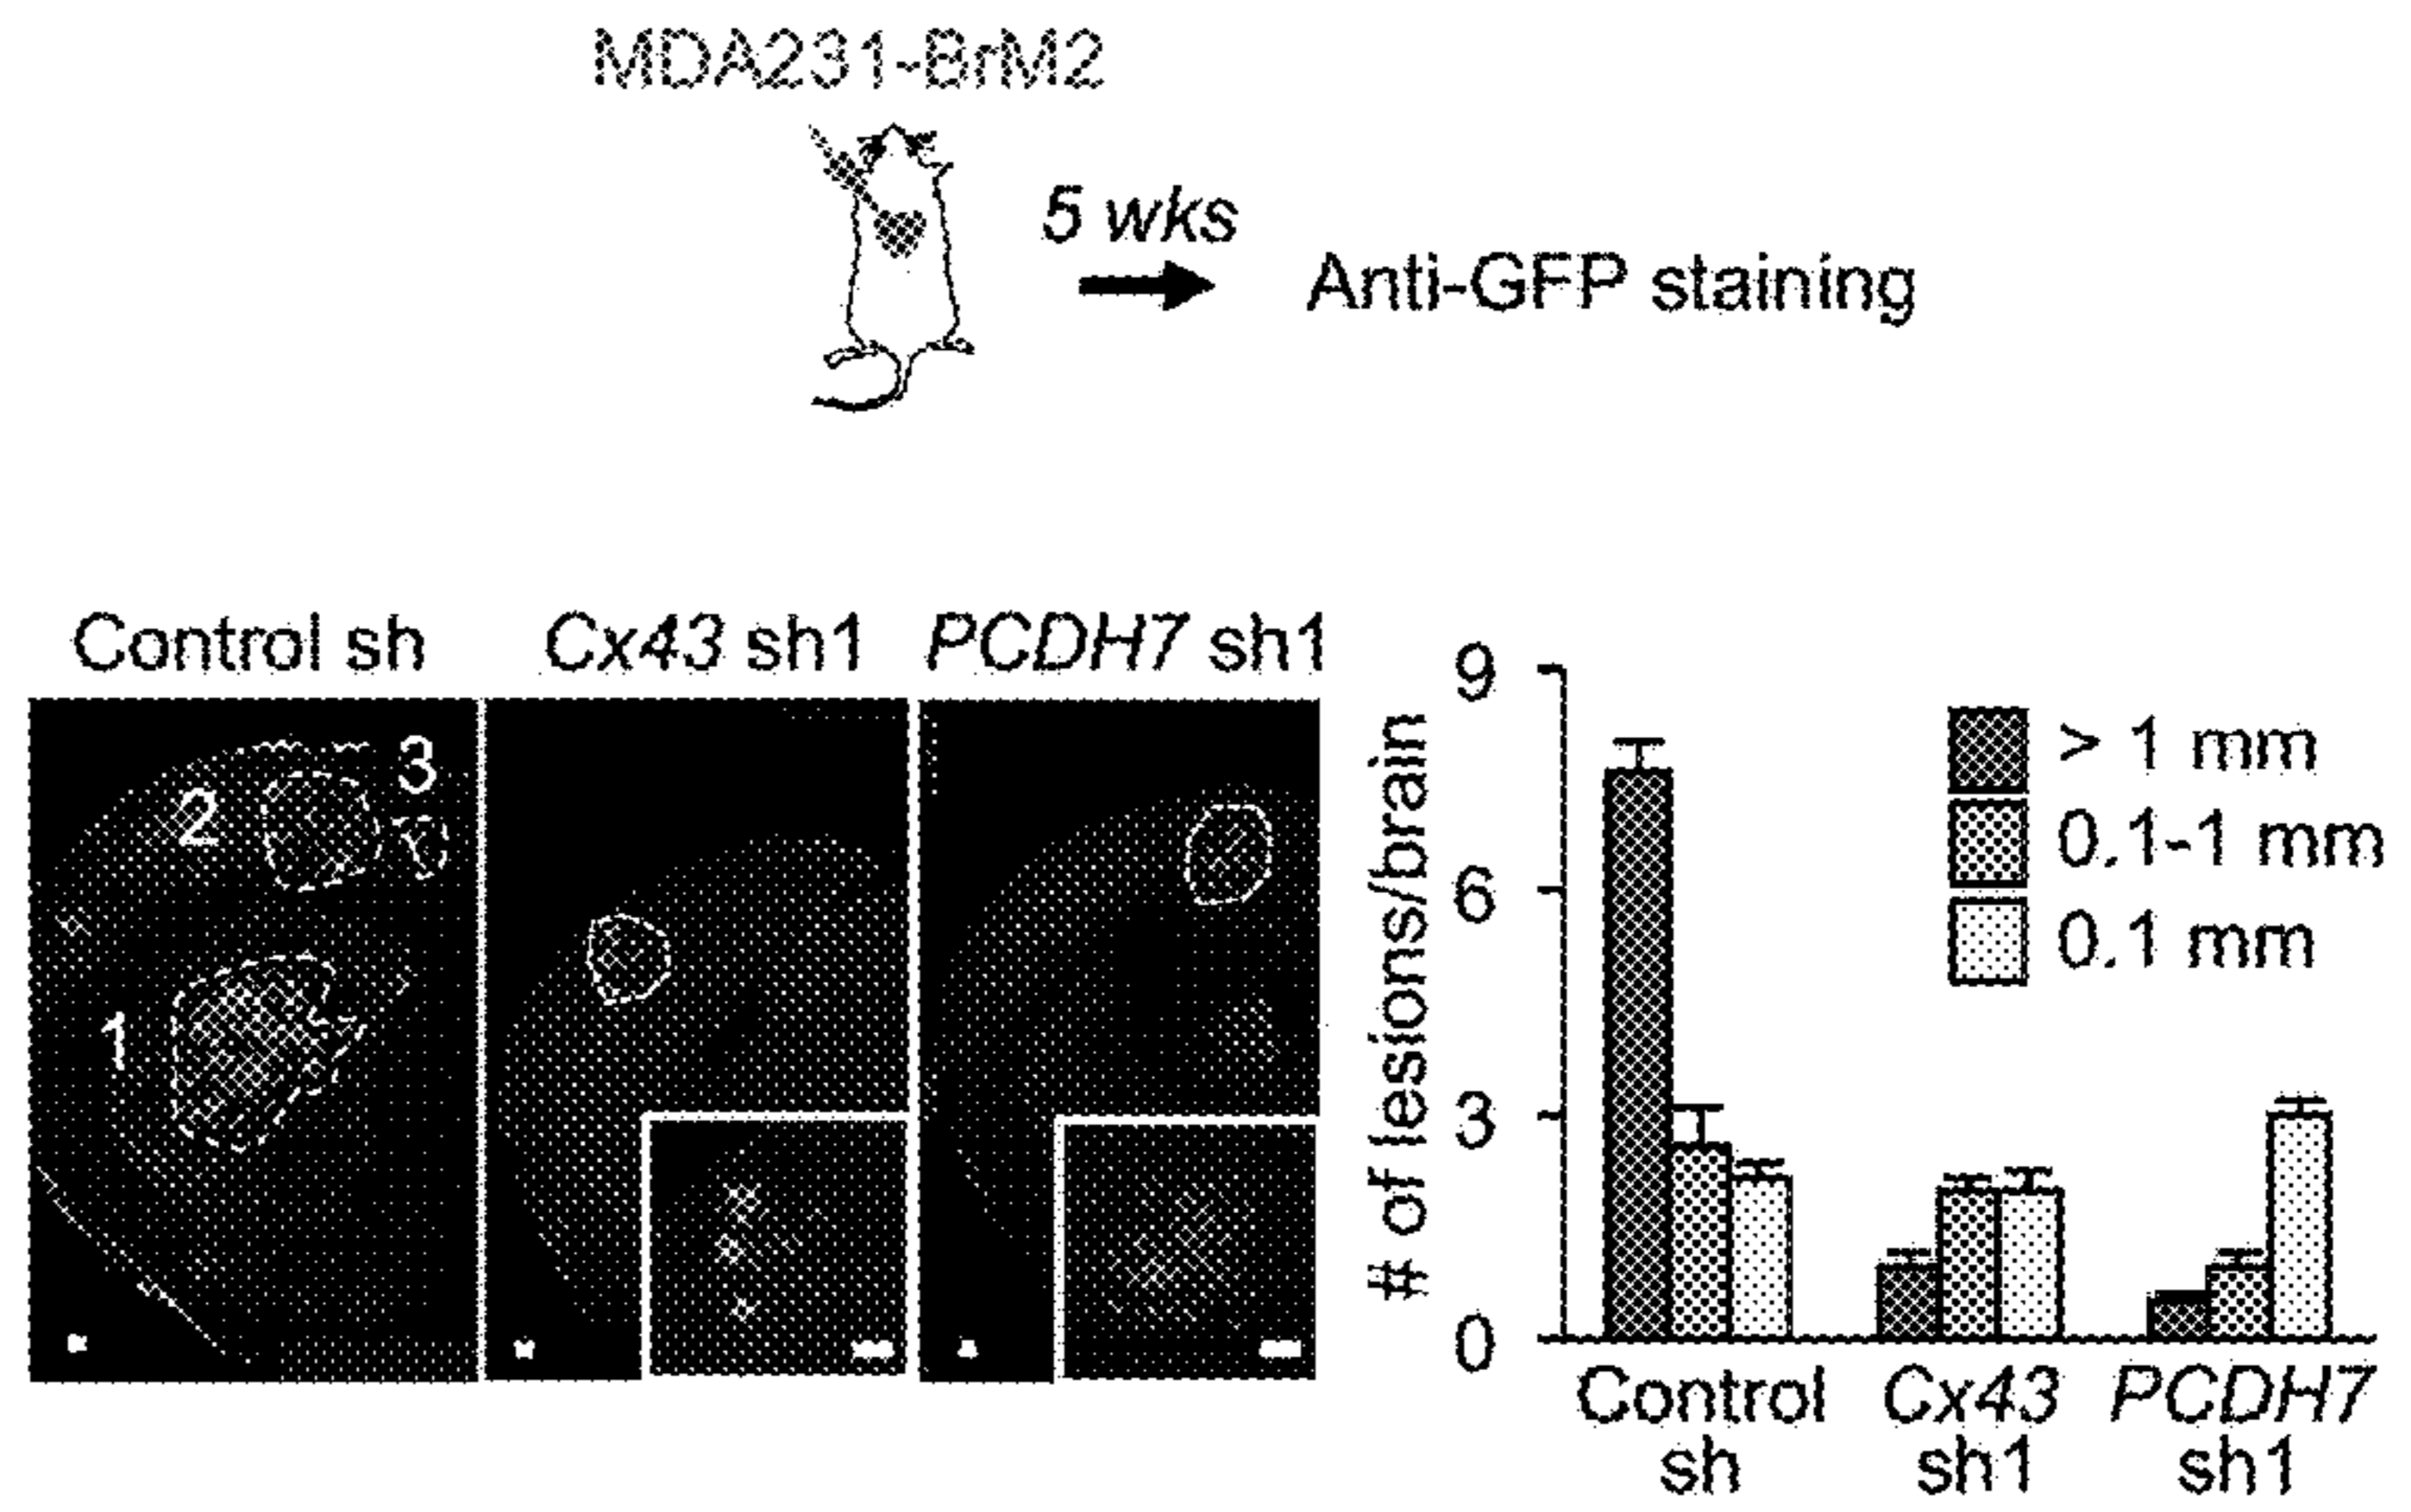 MDA231-BrM2
5 wks
Anti-GFP staining
Control sh
Cx43 sh1
PCDH7 sh1
1
2
3
# of lesions/brain
9
6
3
0
> 1 mm
0.1-1 mm
0.1 mm
Control sh
Cx43 sh1
PCDH7 sh1